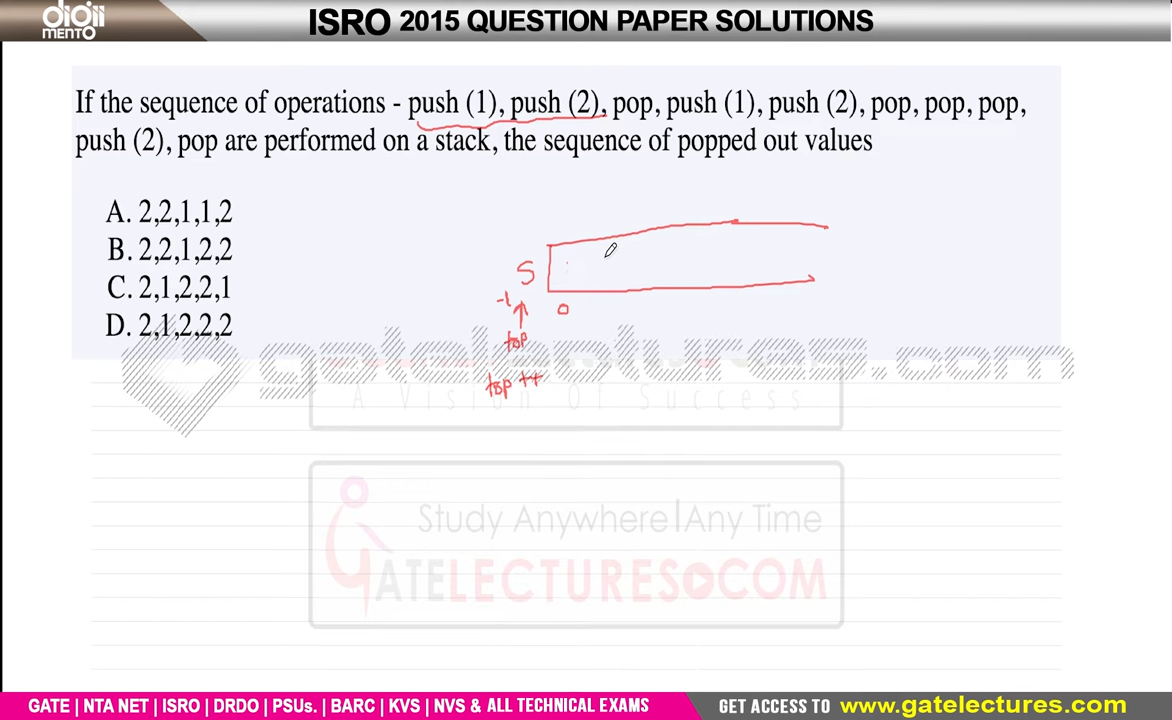 digii
MENTO
ISRO 2015 QUESTION PAPER SOLUTIONS
If the sequence of operations - push (1), push (2), pop, push (1), push (2), pop, pop, pop,
push (2), pop are performed on a stack, the sequence of popped out values
A. 2,2,1,1,2
B. 2,2,1,2,2
C. 2,1,2,2,1
D. 2,1,2,2,2
S
-1
0
top
top ++
gatelectures.com
A Vision Of Success
Study Anywhere|Any Time
GATELECTURES.COM
GATE | NTA NET | ISRO | DRDO | PSUs. | BARC | KVS | NVS & ALL TECHNICAL EXAMS
GET ACCESS TO www.gatelectures.com